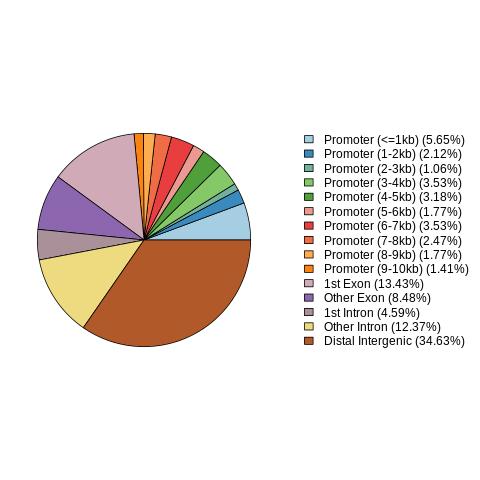 Promoter (<=1kb) (5.65%)
Promoter (1-2kb) (2.12%)
Promoter (2-3kb) (1.06%)
Promoter (3-4kb) (3.53%)
Promoter (4-5kb) (3.18%)
Promoter (5-6kb) (1.77%)
Promoter (6-7kb) (3.53%)
Promoter (7-8kb) (2.47%)
Promoter (8-9kb) (1.77%)
Promoter (9-10kb) (1.41%)
1st Exon (13.43%)
Other Exon (8.48%)
1st Intron (4.59%)
Other Intron (12.37%)
Distal Intergenic (34.63%)